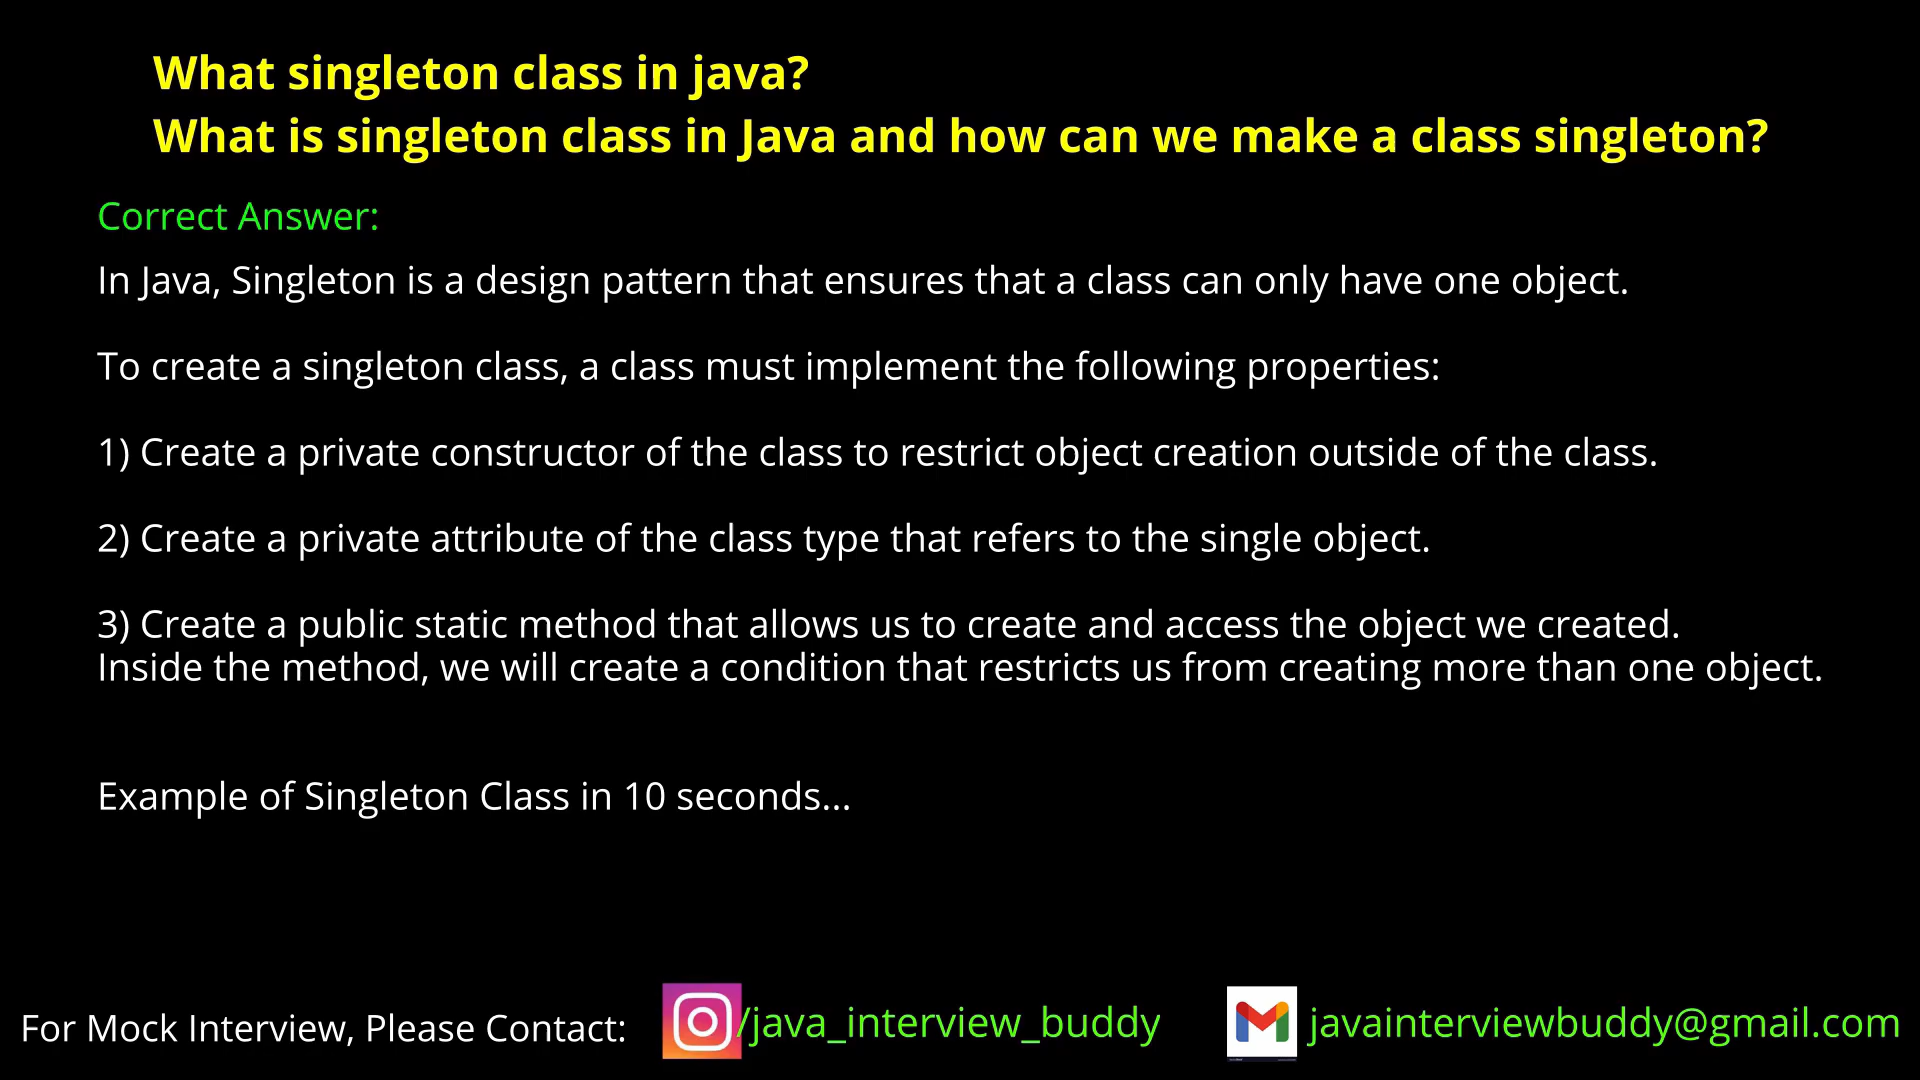 What singleton class in java?
What is singleton class in Java and how can we make a class singleton?
Correct Answer:
In Java, Singleton is a design pattern that ensures that a class can only have one object.
To create a singleton class, a class must implement the following properties:
1) Create a private constructor of the class to restrict object creation outside of the class.
2) Create a private attribute of the class type that refers to the single object.
3) Create a public static method that allows us to create and access the object we created.
Inside the method, we will create a condition that restricts us from creating more than one object.
Example of Singleton Class in 10 seconds...
For Mock Interview, Please Contact: /java_interview_buddy javainterviewbuddy@gmail.com